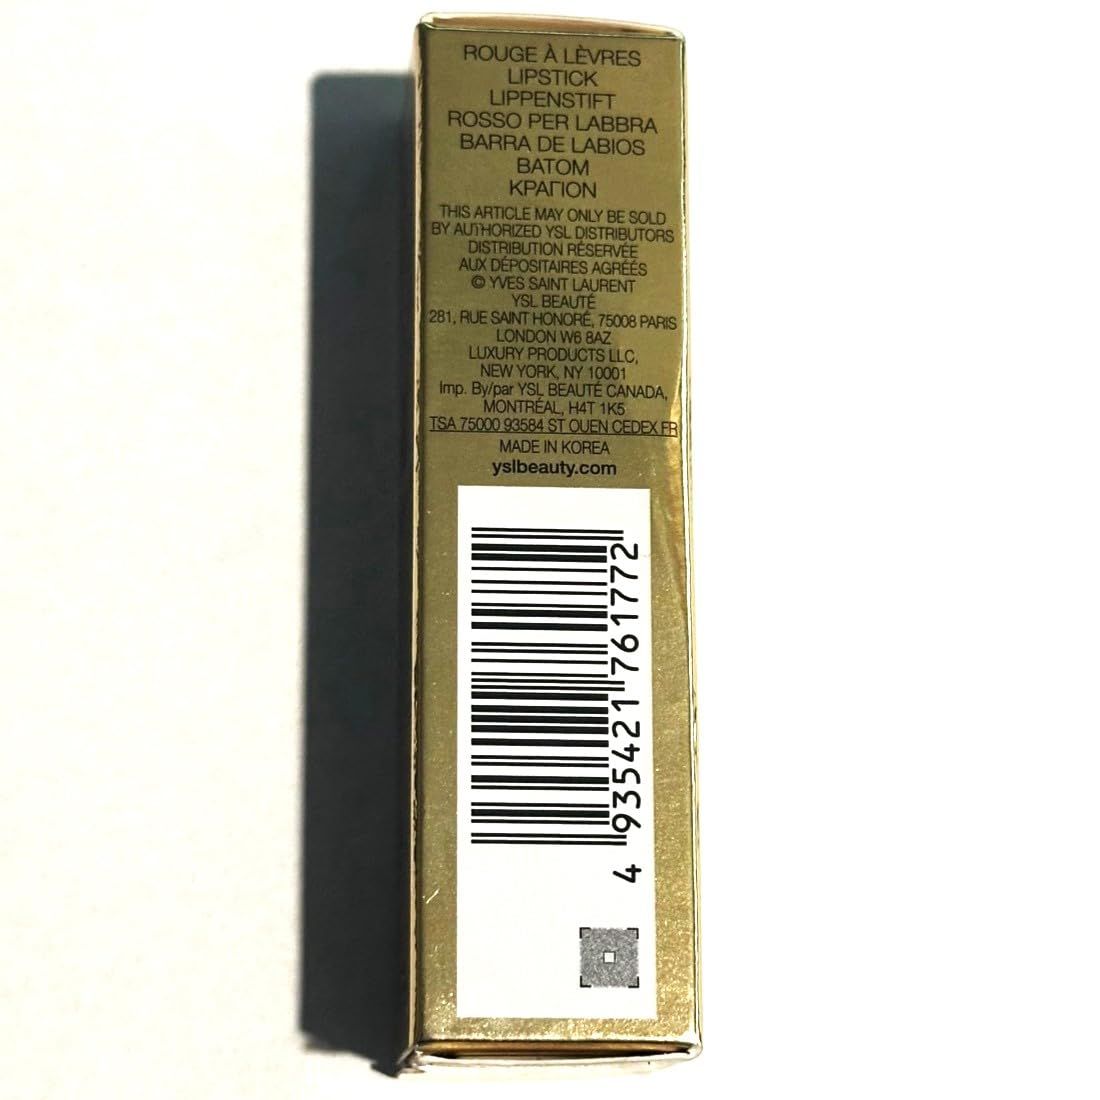 ROUGE À LÈVRES
LIPSTICK
LIPPENSTIFT
ROSSO PER LABBRA
BARRA DE LABIOS
BATOM
ΚΡΑΓΙΟΝ
THIS ARTICLE MAY ONLY BE SOLD
BY AUTHORIZED YSL DISTRIBUTORS
DISTRIBUTION RÉSERVÉE
AUX DÉPOSITAIRES AGRÉÉS
© YVES SAINT LAURENT
YSL BEAUTÉ
281, RUE SAINT HONORÉ, 75008 PARIS
LONDON W6 8AZ
LUXURY PRODUCTS LLC,
NEW YORK, NY 10001
Imp. By/par YSL BEAUTÉ CANADA,
MONTRÉAL, H4T 1K5
TSA 75000 93584 ST OUEN CEDEX FR
MADE IN KOREA
yslbeauty.com
4 935421 761772